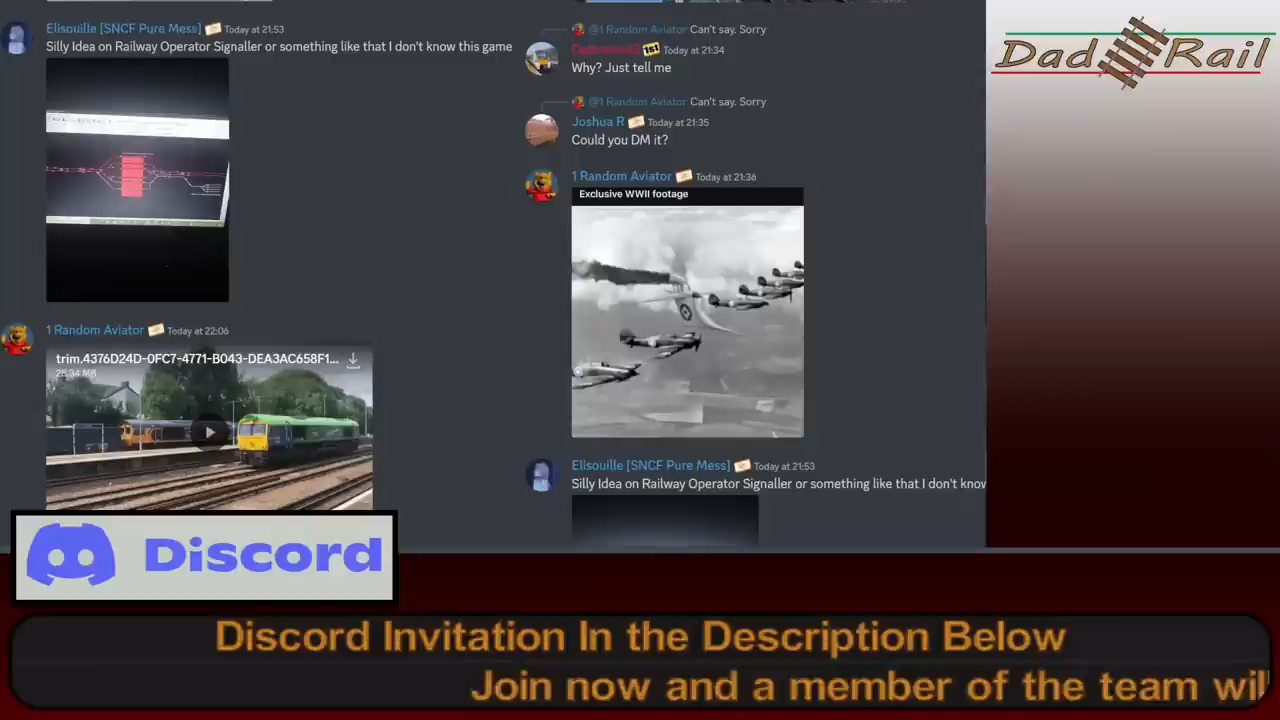 Elisouille [SNCF Pure Mess] Today at 21:53
Silly Idea on Railway Operator Signaller or something like that I don't know this game
1 Random Aviator Today at 22:06
trim.4376D24D-0FC7-4771-B043-DEA3AC658F1...
28.34 MB
@1 Random Aviator Can't say. Sorry
1st Today at 21:34
Why? Just tell me
@1 Random Aviator Can't say. Sorry
Joshua R Today at 21:35
Could you DM it?
1 Random Aviator Today at 21:36
Exclusive WWII footage
Elisouille [SNCF Pure Mess] Today at 21:53
Silly Idea on Railway Operator Signaller or something like that I don't know
Dad Rail
Discord
Discord Invitation In the Description Below
Join now and a member of the team wil